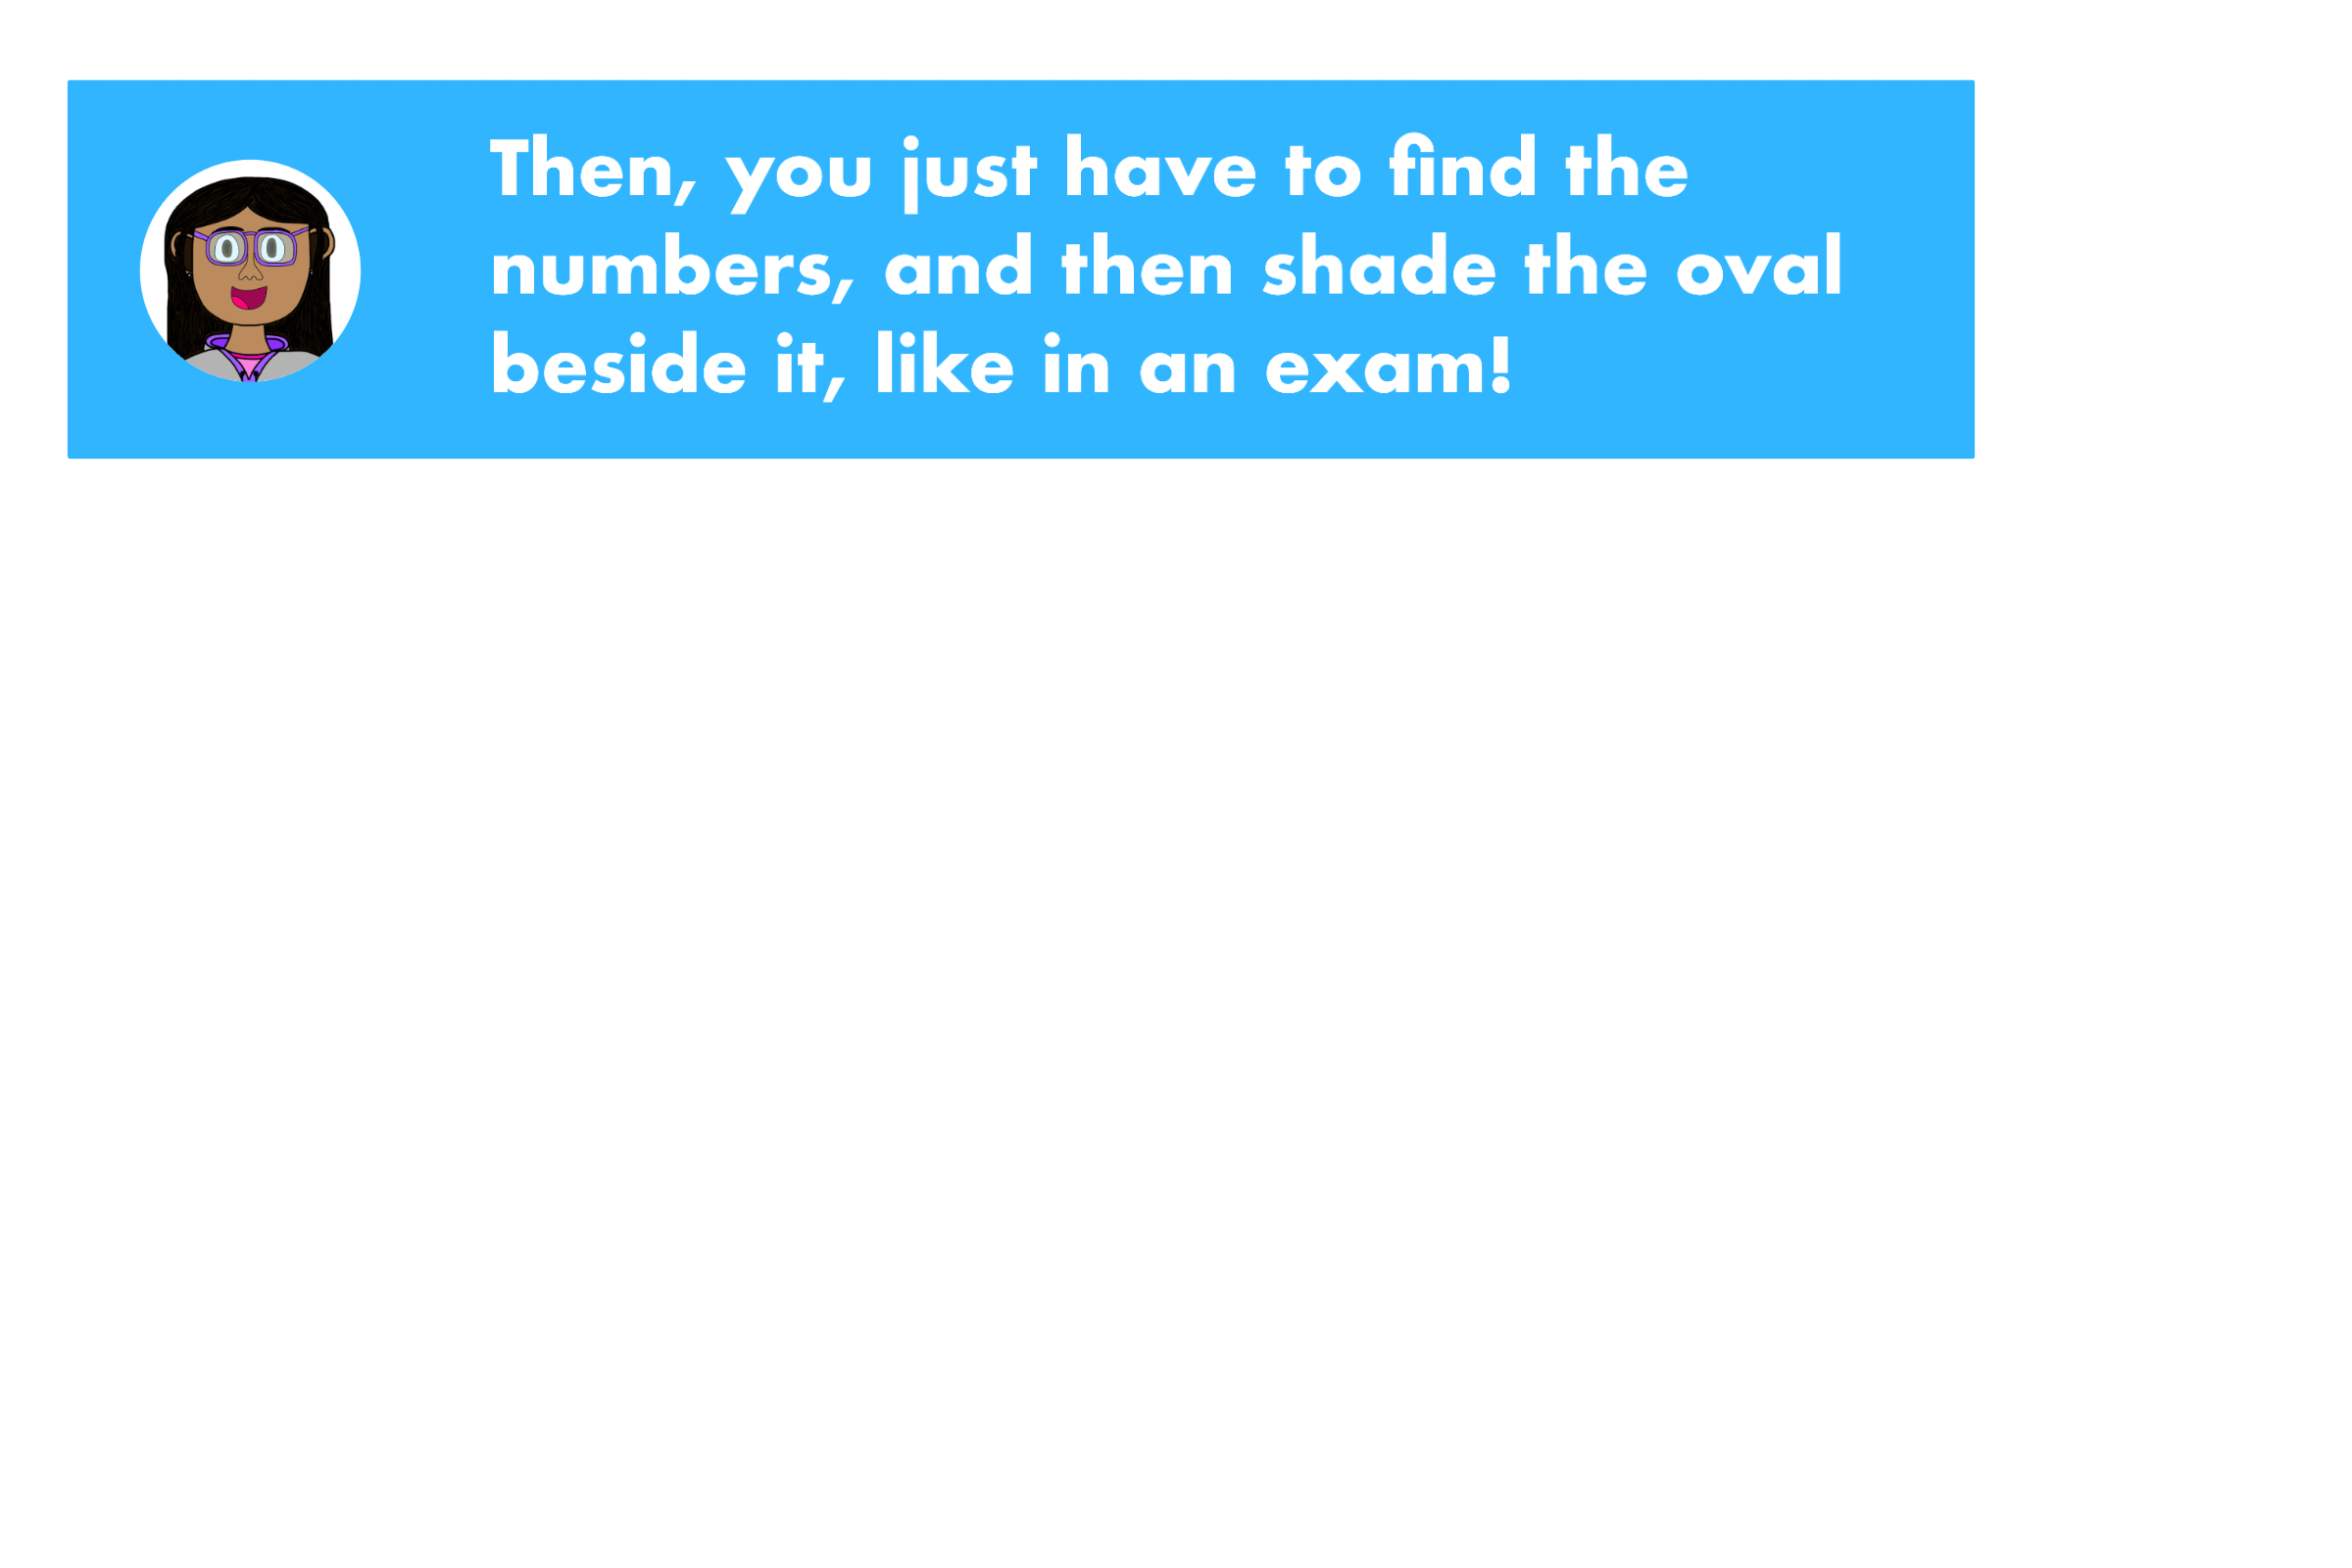 Then, you just have to find the
numbers, and then shade the oval
beside it, like in an exam!